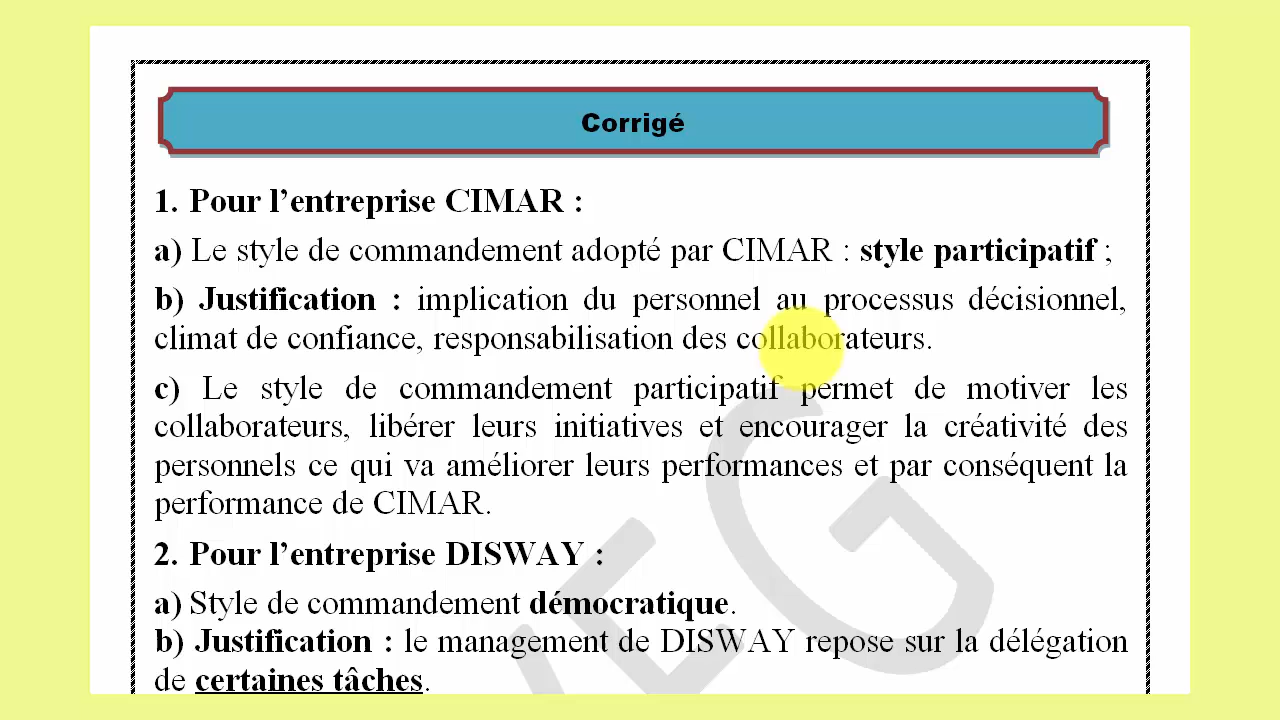 Corrigé
1. Pour l’entreprise CIMAR :
a) Le style de commandement adopté par CIMAR : style participatif ;
b) Justification : implication du personnel au processus décisionnel,
climat de confiance, responsabilisation des collaborateurs.
c) Le style de commandement participatif permet de motiver les
collaborateurs, libérer leurs initiatives et encourager la créativité des
personnels ce qui va améliorer leurs performances et par conséquent la
performance de CIMAR.
2. Pour l’entreprise DISWAY :
a) Style de commandement démocratique.
b) Justification : le management de DISWAY repose sur la délégation
de certaines tâches.